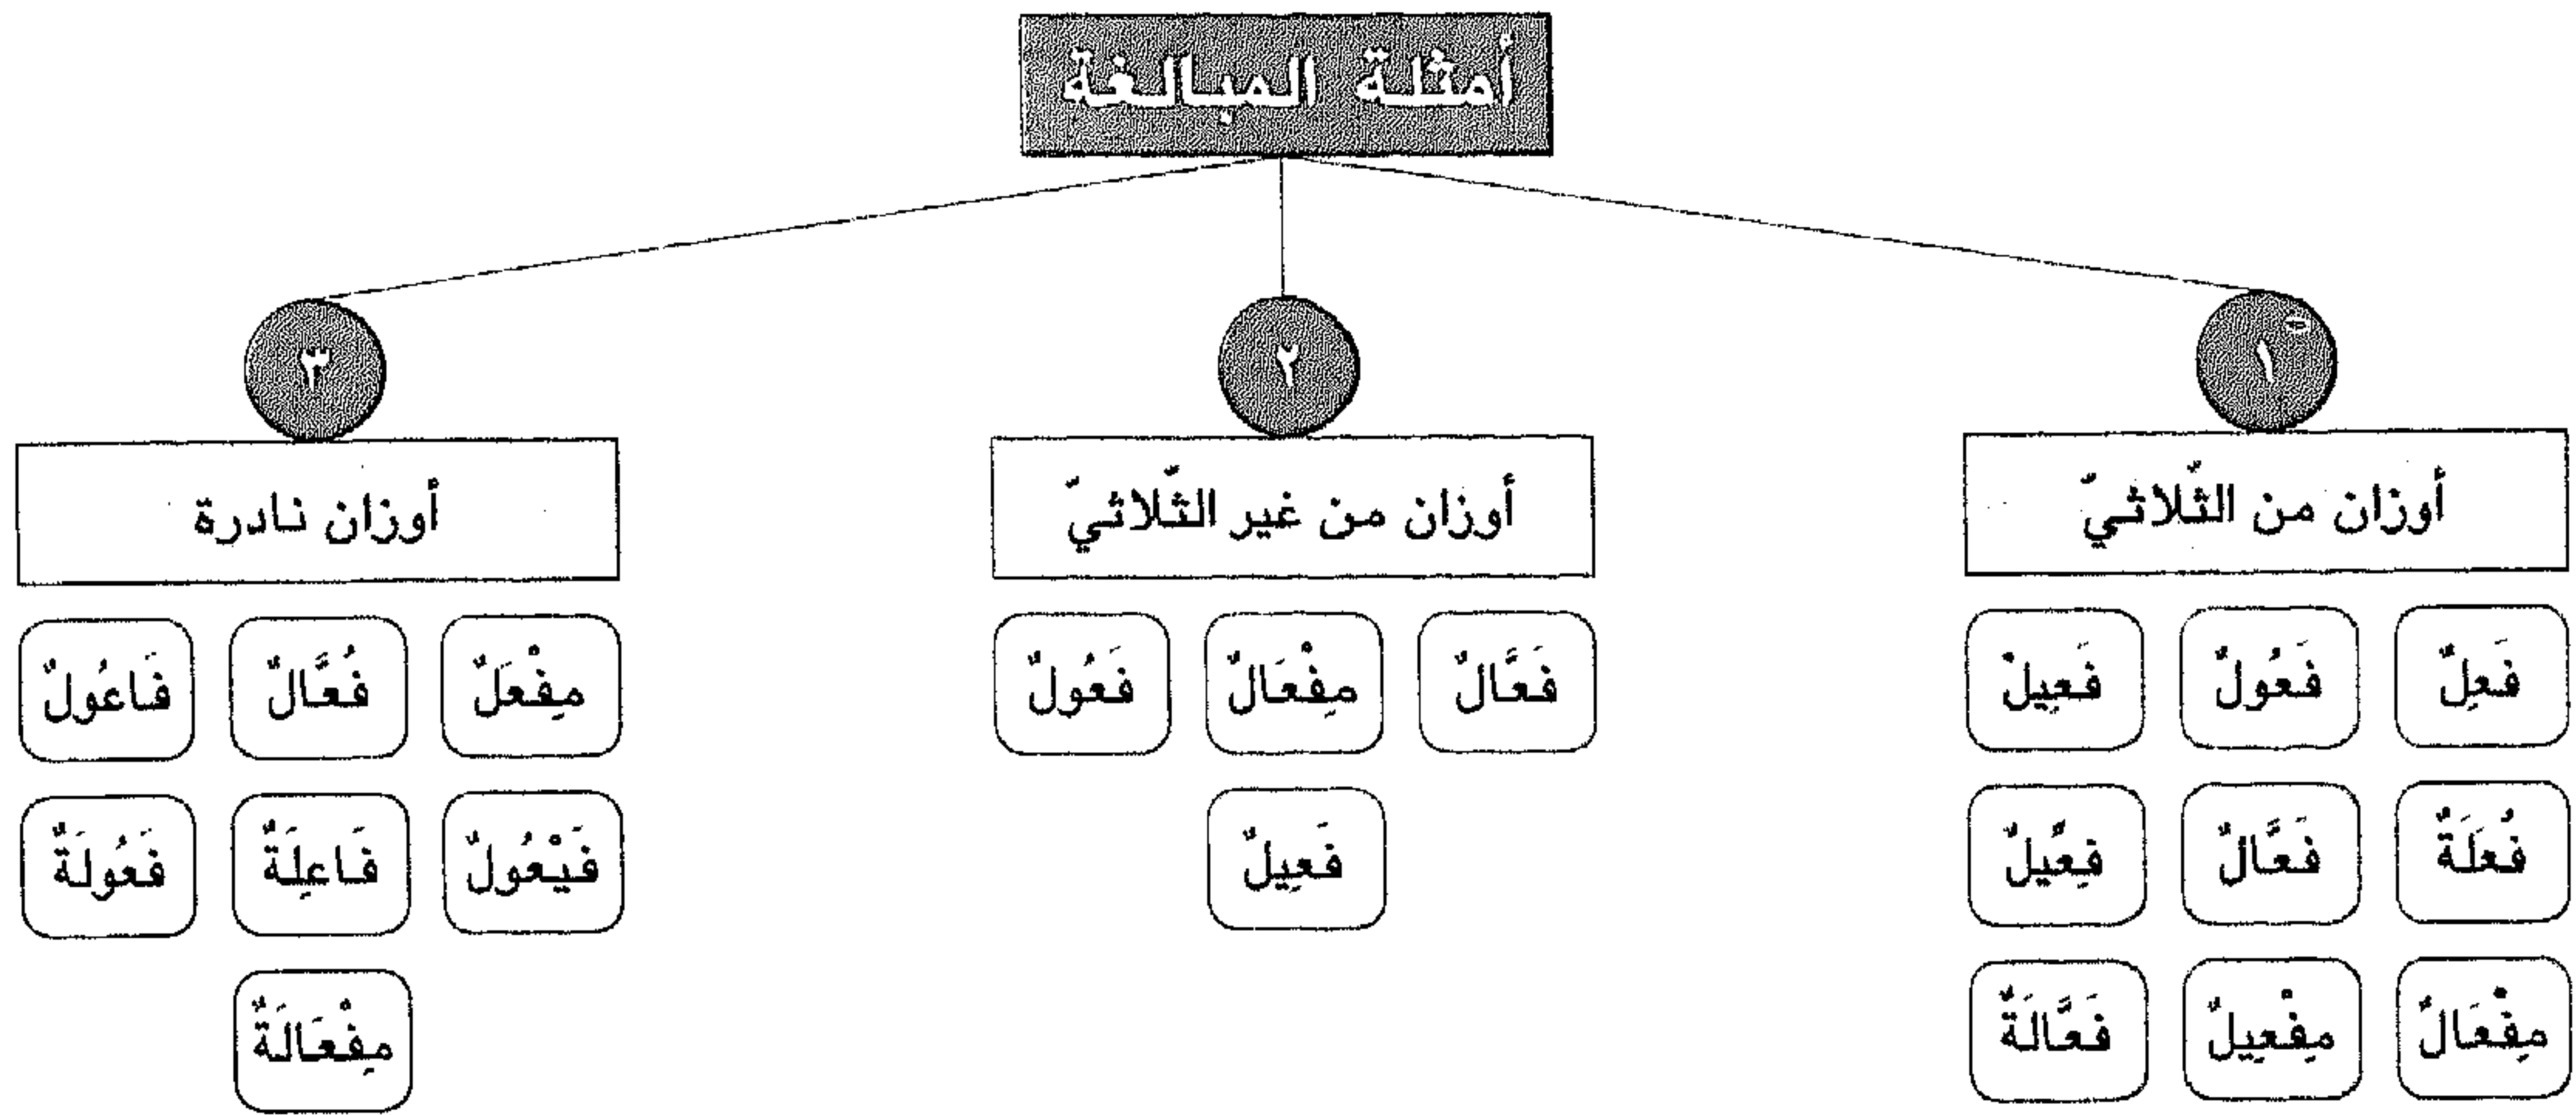 أمثلة المبالغة
١
أوزان من الثّلاثيّ
فَعِلٌ فَعُولٌ فَعِيلٌ
فُعَلَةٌ فَعَّالٌ فِعِّيلٌ
مِفْعَالٌ مِفْعِيلٌ فَعَّالَةٌ
٢
أوزان من غير الثّلاثيّ
فَعَّالٌ مِفْعَالٌ فَعُولٌ
فَعِيلٌ
٣
أوزان نادرة
مِفْعَلٌ فُعَّالٌ فَاعُولٌ
فَيْعُولٌ فَاعِلَةٌ فَعُولَةٌ
مِفْعَالَةٌ